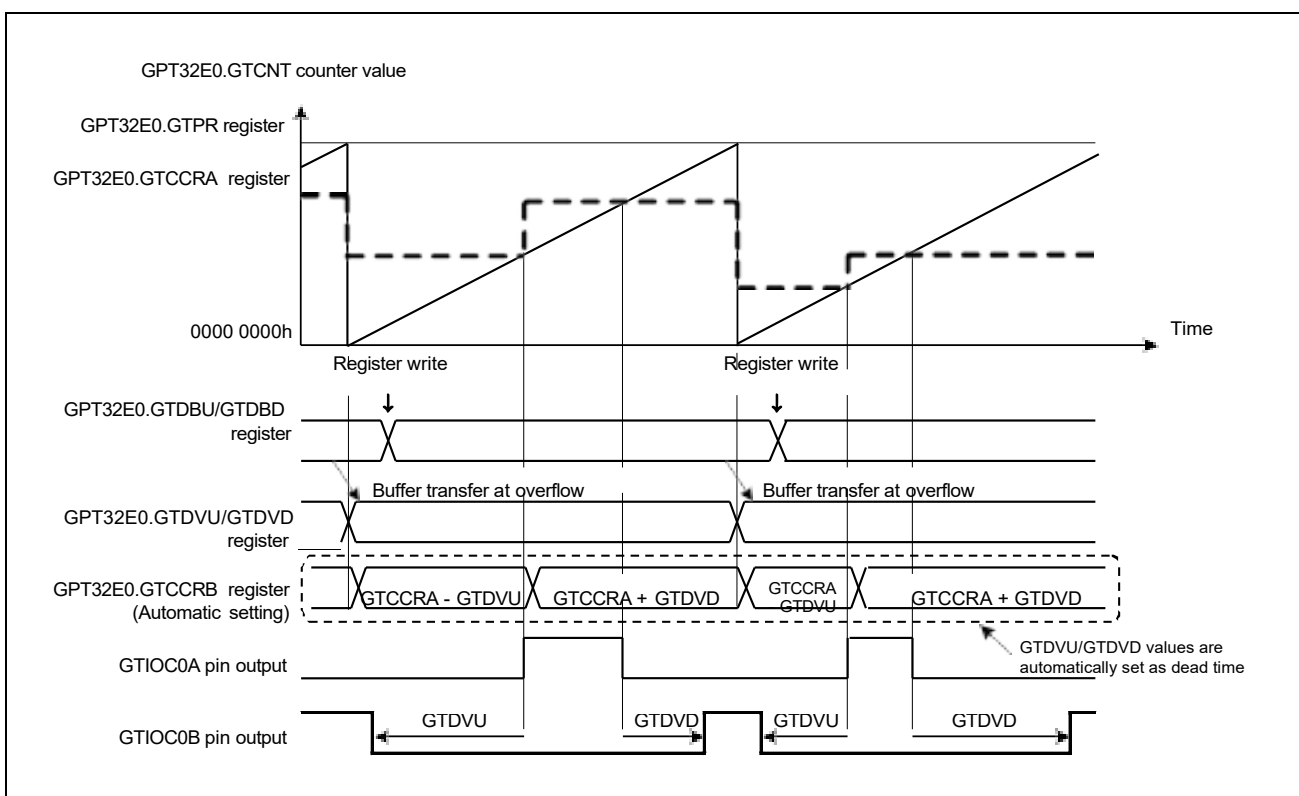 GPT32E0.GTCNT counter value
GPT32E0.GTPR register
GPT32E0.GTCCRA register
0000 0000h
Time
Register write
Register write
GPT32E0.GTDBU/GTDBD
register
Buffer transfer at overflow
Buffer transfer at overflow
GPT32E0.GTDVU/GTDVD
register
GPT32E0.GTCCRB register
(Automatic setting)
GTCCRA - GTDVU
GTCCRA + GTDVD
GTCCRA
GTDVU
GTCCRA + GTDVD
GTDVU/GTDVD values are
automatically set as dead time
GTIOC0A pin output
GTIOC0B pin output
GTDVU
GTDVD
GTDVU
GTDVD